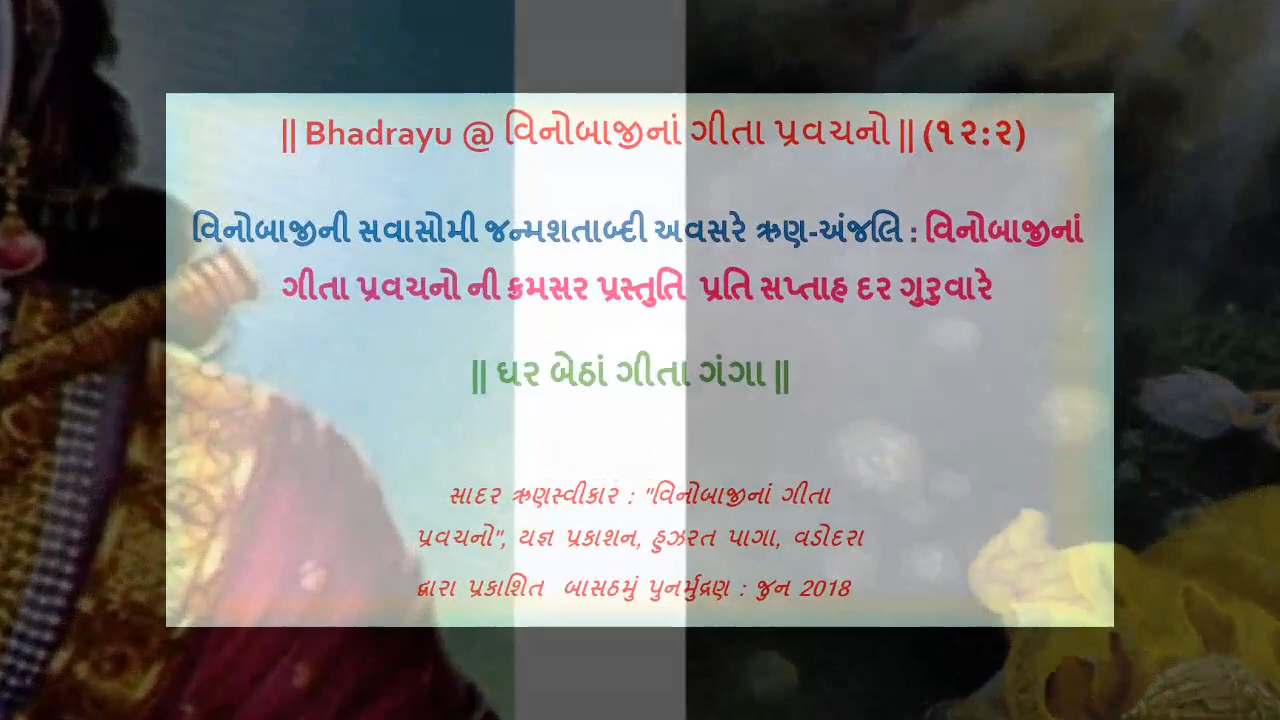 || Bhadrayu @ વિનોબાજીનાં ગીતા પ્રવચનો || (૧૨:૨)
વિનોબાજીની સવાસોમી જન્મશતાબ્દી અવસરે ઋણ-અંજલિ : વિનોબાજીનાં
ગીતા પ્રવચનો ની ક્રમસર પ્રસ્તુતિ પ્રતિ સપ્તાહ દર ગુરુવારે
|| ઘર બેઠાં ગીતા ગંગા ||
સાદર ઋણસ્વીકાર : "વિનોબાજીનાં ગીતા
પ્રવચનો", યજ્ઞ પ્રકાશન, હુઝરત પાગા, વડોદરા
દ્વારા પ્રકાશિત બાસઠમું પુનર્મુદ્રણ : જુન 2018